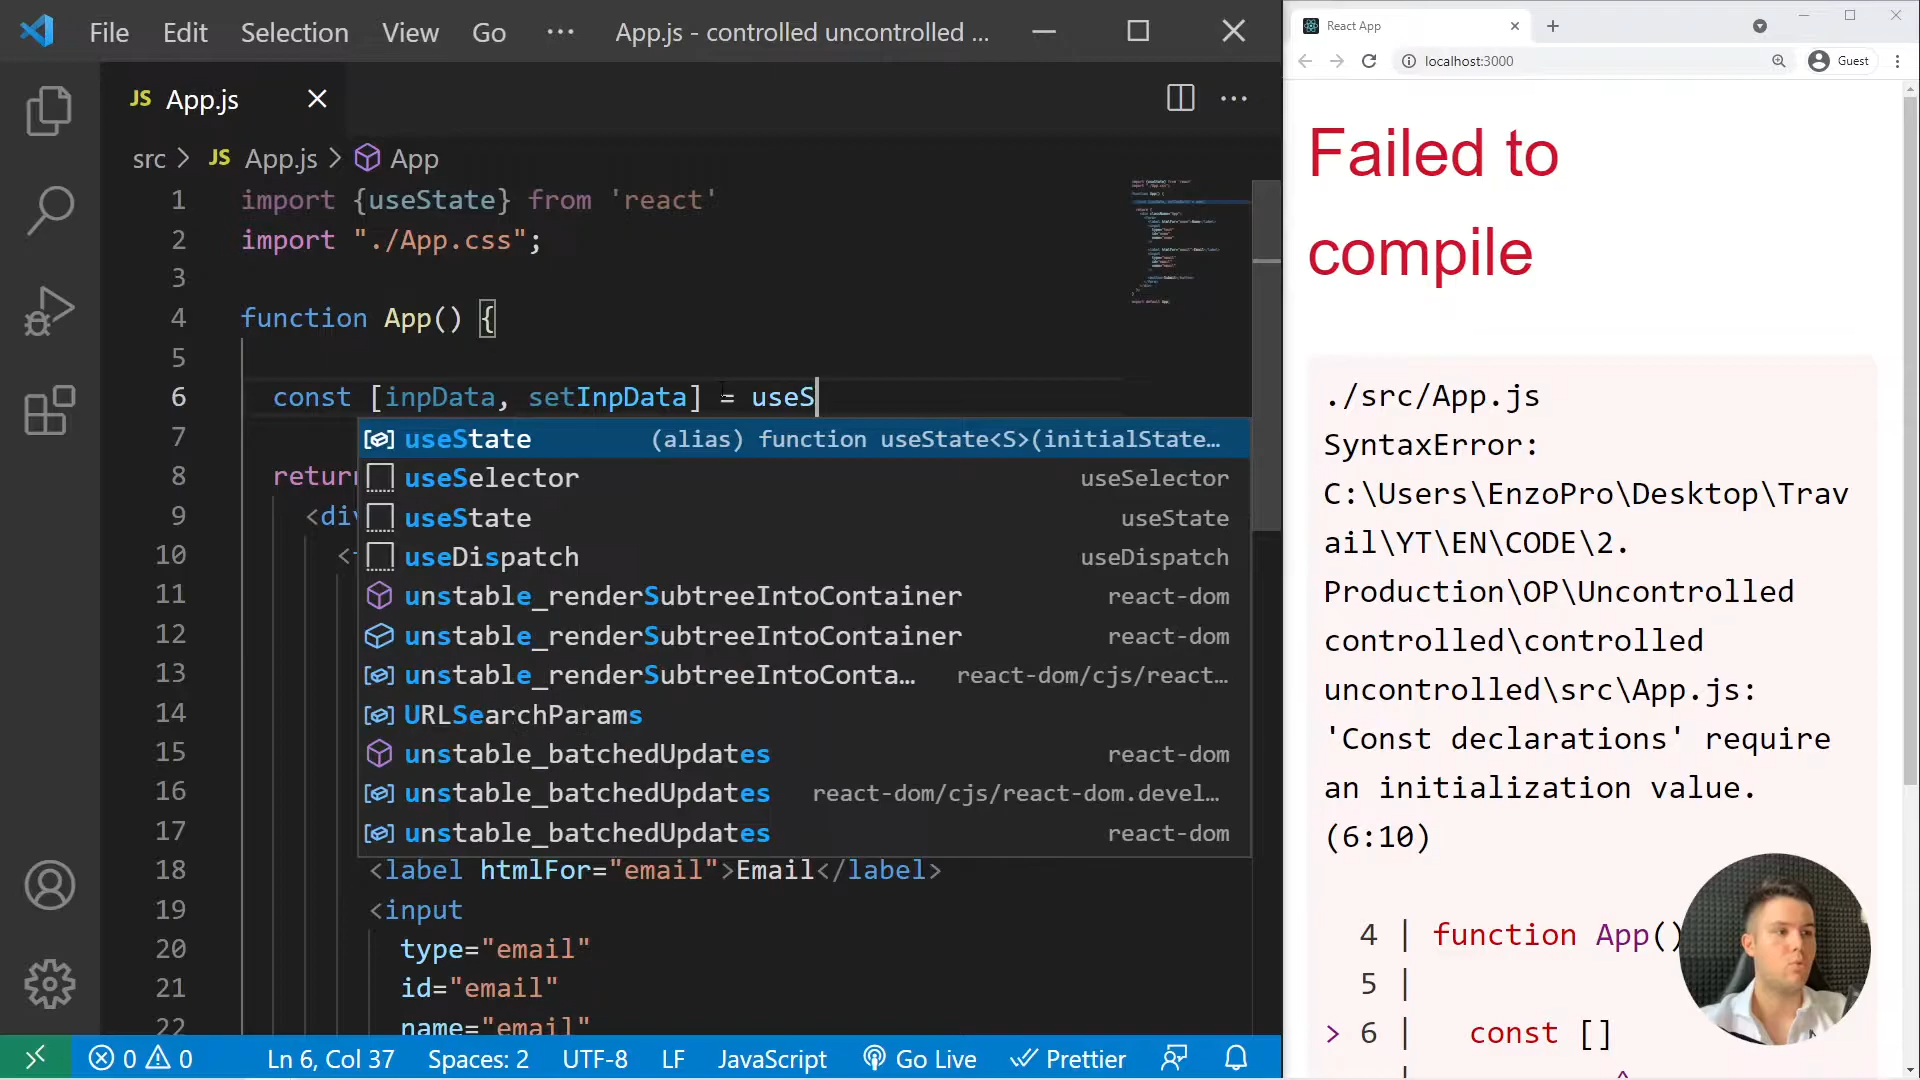 File Edit Selection View Go ··· App.js - controlled uncontrolled ...
JS App.js
src > JS App.js > App
1 import {useState} from 'react'
2 import "./App.css";
3
4 function App() {
5
6 const [inpData, setInpData] = useS
7
8 return
9 <div
10 <
11
12
13
14
15
16
17
useState (alias) function useState<S>(initialState…
useSelector useSelector
useState useState
useDispatch useDispatch
unstable_renderSubtreeIntoContainer react-dom
unstable_renderSubtreeIntoContainer react-dom
unstable_renderSubtreeIntoConta… react-dom/cjs/react…
URLSearchParams
unstable_batchedUpdates react-dom
unstable_batchedUpdates react-dom/cjs/react-dom.devel…
unstable_batchedUpdates react-dom
18 <label htmlFor="email">Email</label>
19 <input
20 type="email"
21 id="email"
22 name="email"
0 0 Ln 6, Col 37 Spaces: 2 UTF-8 LF JavaScript Go Live Prettier
React App
localhost:3000 Guest
Failed to
compile
./src/App.js
SyntaxError:
C:\Users\EnzoPro\Desktop\Trav
ail\YT\EN\CODE\2.
Production\OP\Uncontrolled
controlled\controlled
uncontrolled\src\App.js:
'Const declarations' require
an initialization value.
(6:10)
4 | function App()
5 |
> 6 | const []
| ^